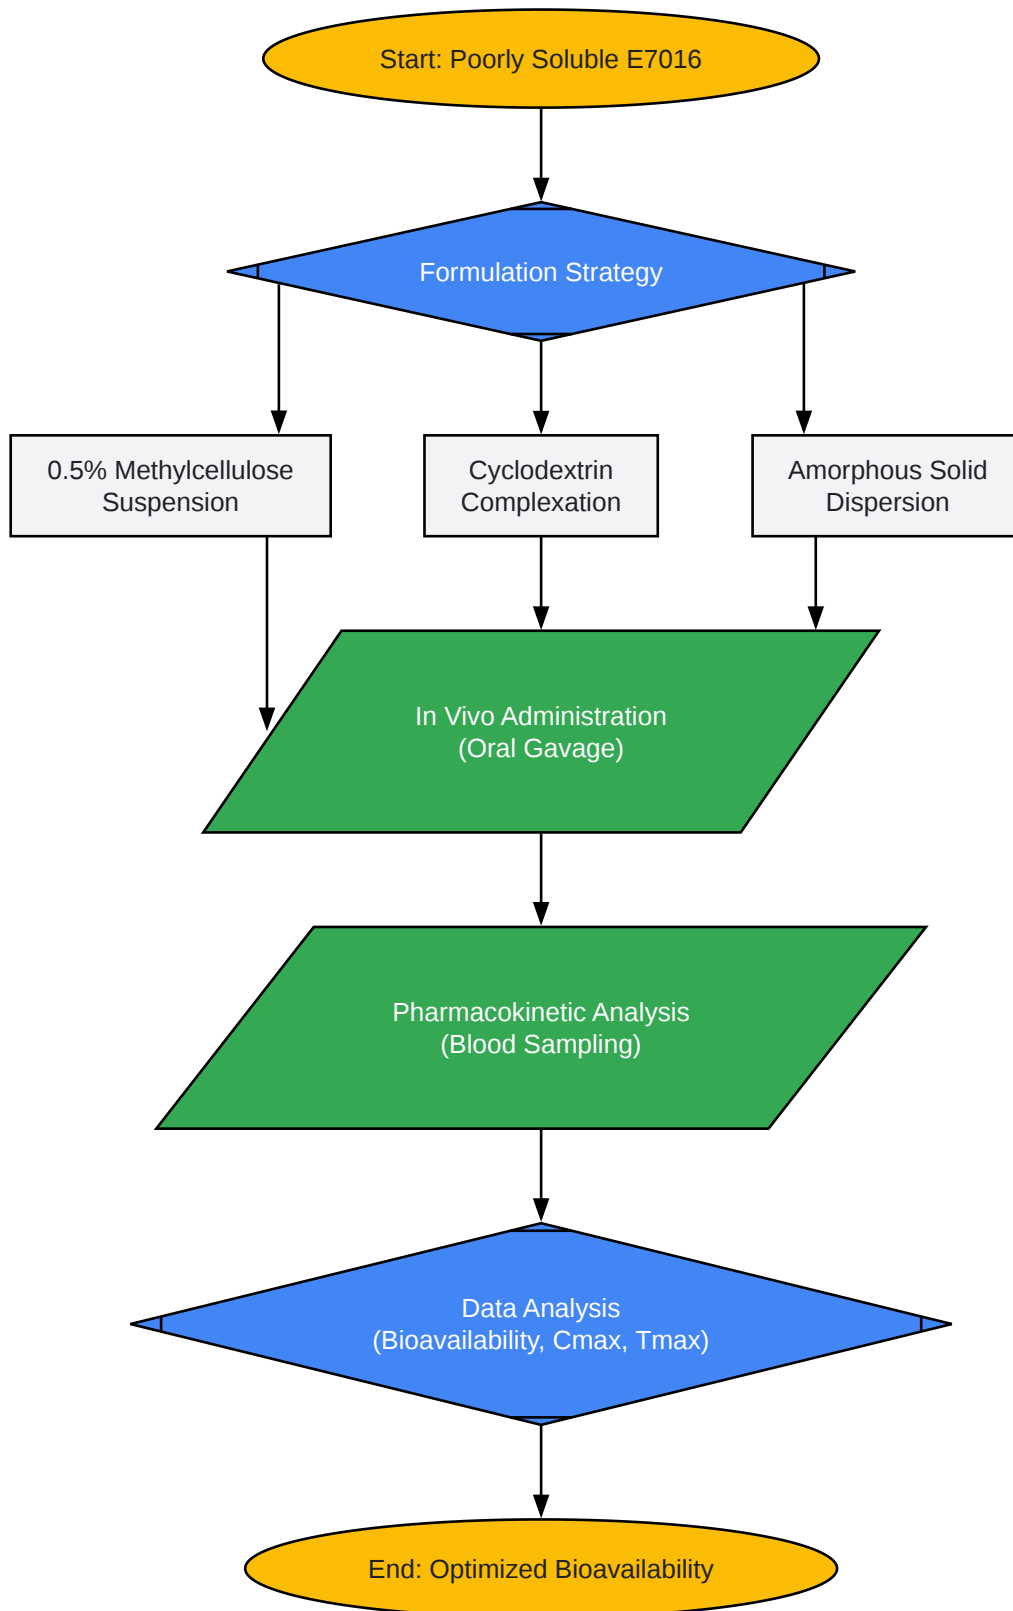 Start: Poorly Soluble E7016
Formulation Strategy
0.5% Methylcellulose
Suspension
Cyclodextrin
Complexation
Amorphous Solid
Dispersion
In Vivo Administration
(Oral Gavage)
Pharmacokinetic Analysis
(Blood Sampling)
Data Analysis
(Bioavailability, Cmax, Tmax)
End: Optimized Bioavailability